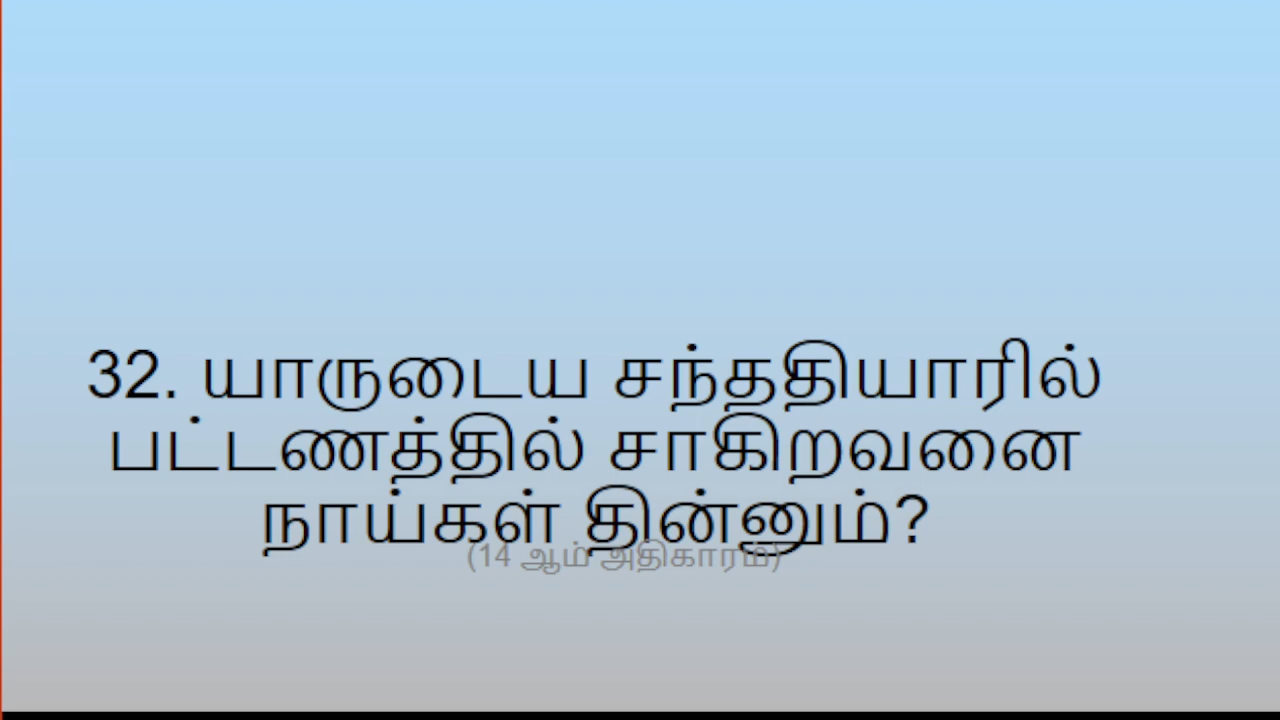 32. யாருடைய சந்ததியாரில்
பட்டணத்தில் சாகிறவனை
நாய்கள் தின்னும்?
(14 ஆம் அதிகாரம்)